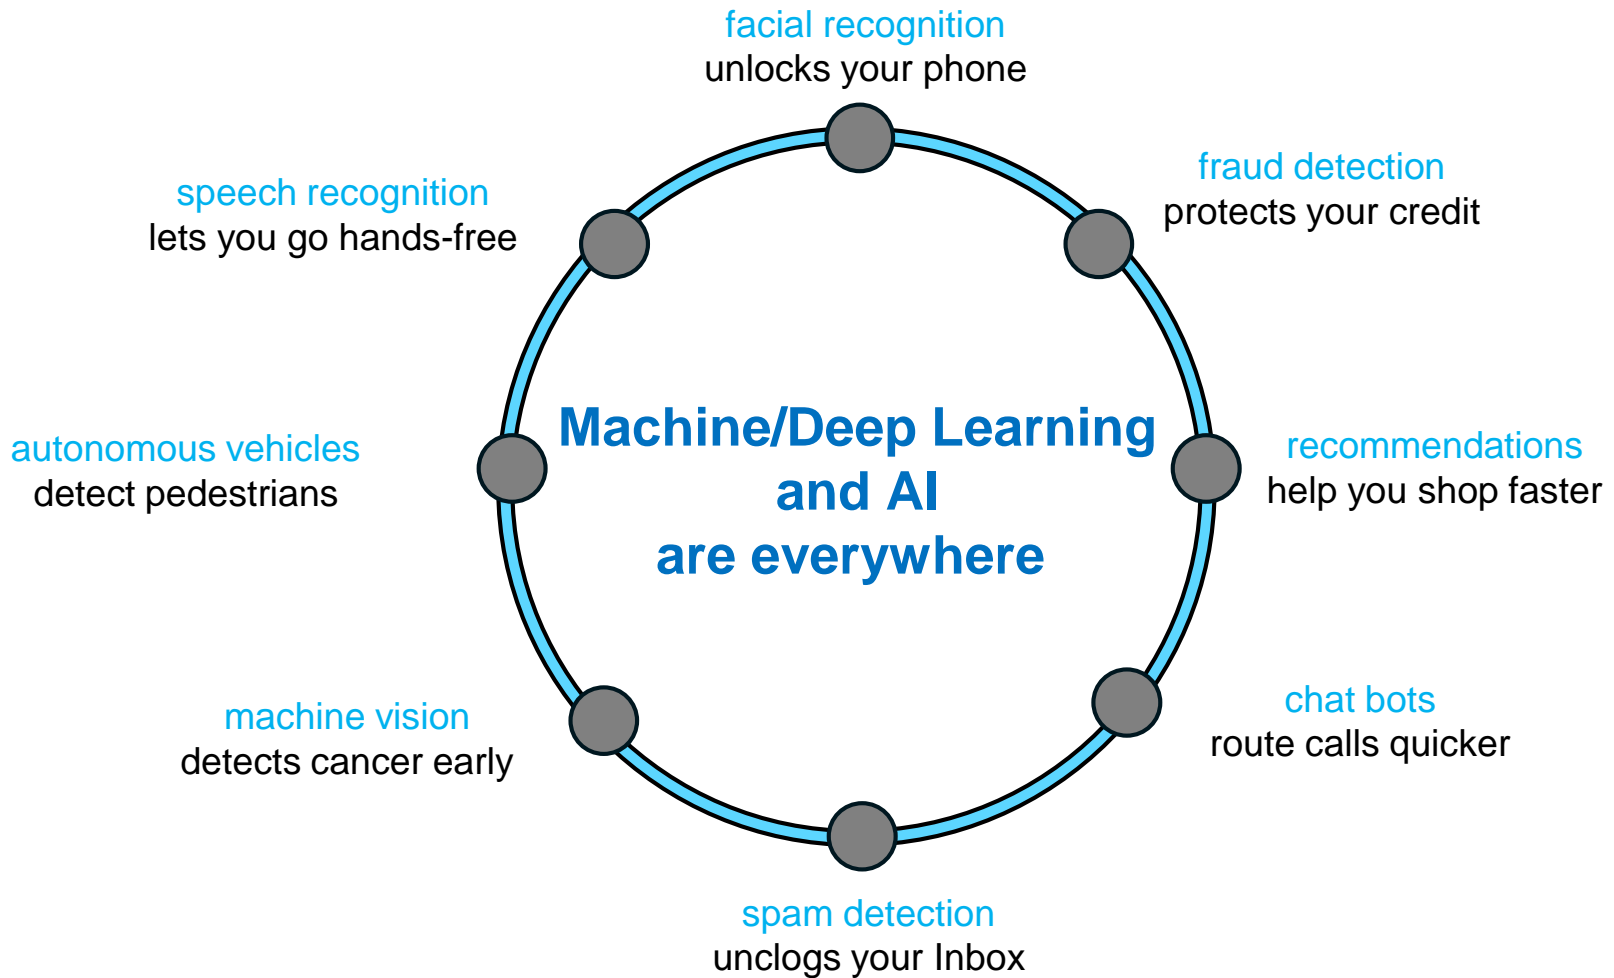 facial recognition
unlocks your phone
fraud detection
protects your credit
speech recognition
lets you go hands-free
Machine/Deep Learning
and AI
are everywhere
autonomous vehicles
detect pedestrians
recommendations
help you shop faster
machine vision
detects cancer early
chat bots
route calls quicker
spam detection
unclogs your Inbox